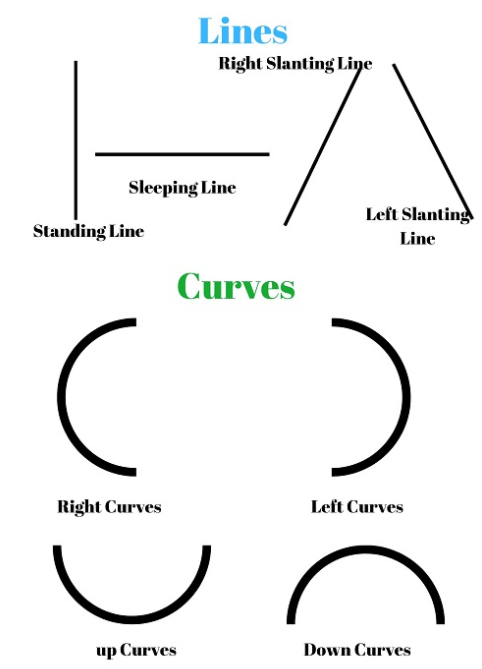 Lines
Right Slanting Line
Sleeping Line
Left Slanting
Line
Standing Line
Curves
Right Curves
Left Curves
up Curves
Down Curves